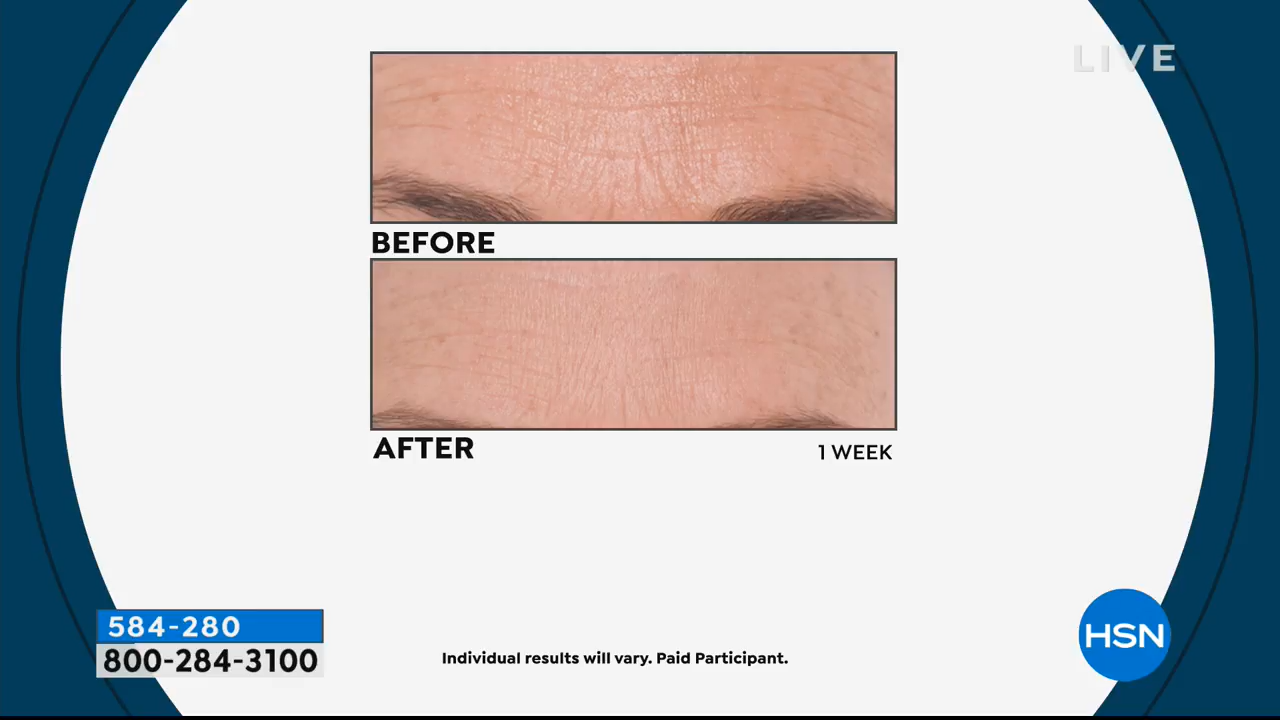 LIVE
BEFORE
AFTER
1 WEEK
584-280
800-284-3100
Individual results will vary. Paid Participant.
HSN